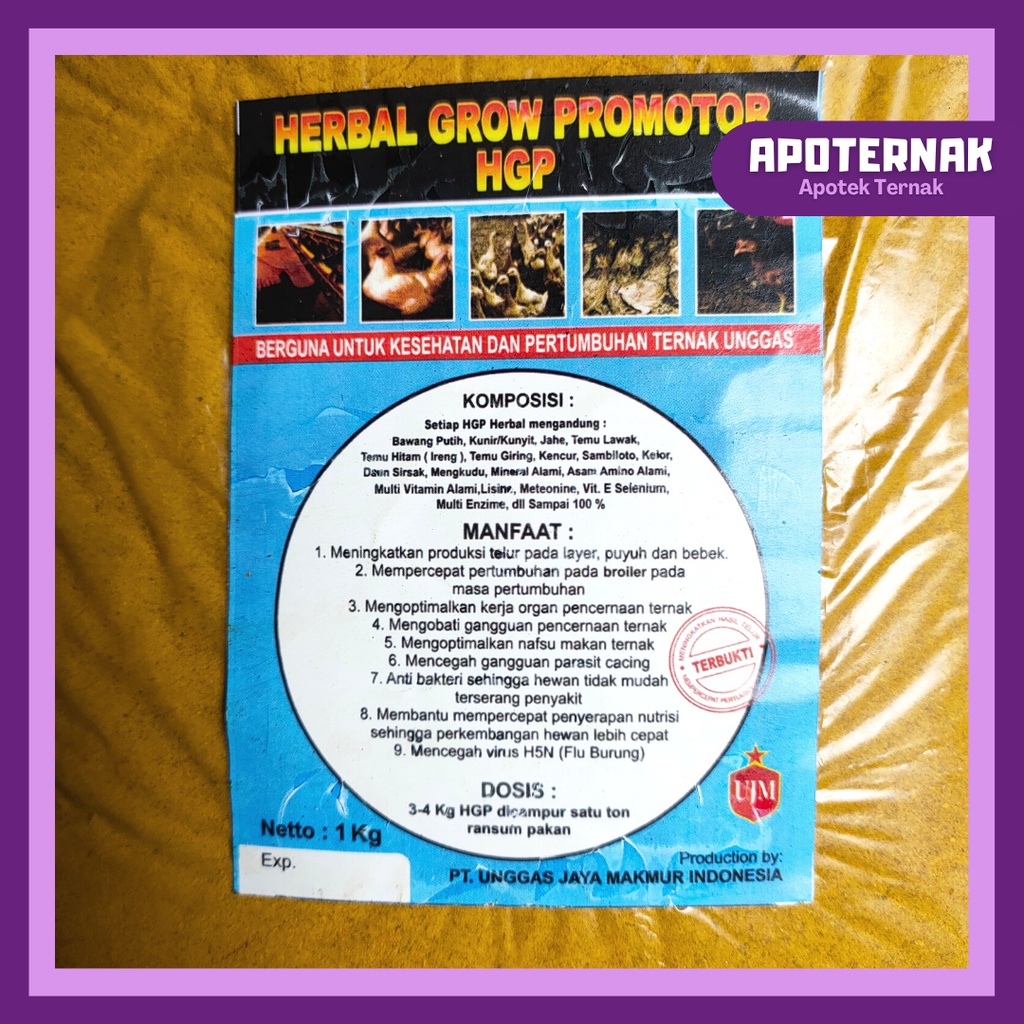 HERBAL GROW PROMOTOR
HGP
APOTERNAK
Apotek Ternak
BERGUNA UNTUK KESEHATAN DAN PERTUMBUHAN TERNAK UNGGAS
KOMPOSISI :
Setiap HGP Herbal mengandung :
Bawang Putih, Kunir/Kunyit, Jahe, Temu Lawak,
Temu Hitam ( Ireng ), Temu Giring, Kencur, Sambiloto, Kelor,
Daun Sirsak, Mengkudu, Mineral Alami, Asam Amino Alami,
Multi Vitamin Alami,Lisine, Meteonine, Vit. E Selenium,
Multi Enzime, dll Sampai 100 %
MANFAAT :
1. Meningkatkan produksi telur pada layer, puyuh dan bebek.
2. Mempercepat pertumbuhan pada broiler pada
masa pertumbuhan
3. Mengoptimalkan kerja organ pencernaan ternak
4. Mengobati gangguan pencernaan ternak
5. Mengoptimalkan nafsu makan ternak
6. Mencegah gangguan parasit cacing
7. Anti bakteri sehingga hewan tidak mudah
terserang penyakit
8. Membantu mempercepat penyerapan nutrisi
sehingga perkembangan hewan lebih cepat
9. Mencegah virus H5N (Flu Burung)
MENINGKATKAN HASIL TELUR
TERBUKTI
MEMPERCEPAT
DOSIS :
3-4 Kg HGP dicampur satu ton
ransum pakan
UJM
Netto : 1 Kg
Exp.
Production by:
PT. UNGGAS JAYA MAKMUR INDONESIA